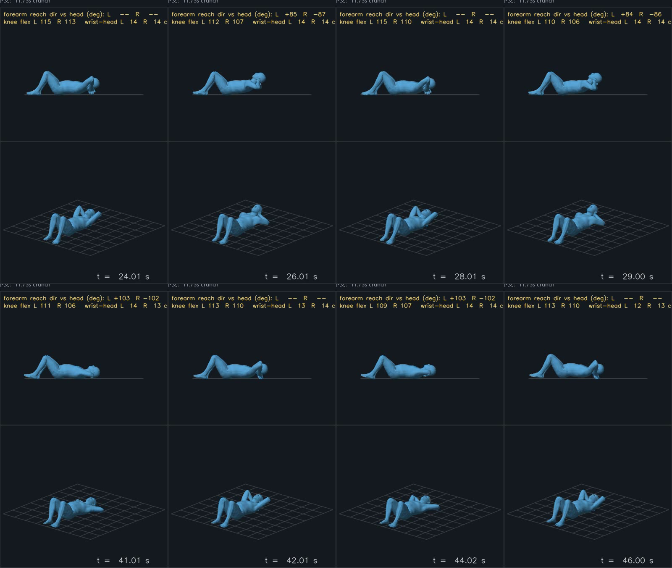 forearm reach dir vs head (deg): L -- R --
knee flex L 115 R 113 wrist-head L 14 R 14 c
forearm reach dir vs head (deg): L +85 R -87
knee flex L 112 R 107 wrist-head L 14 R 14 c
forearm reach dir vs head (deg): L -- R --
knee flex L 115 R 110 wrist-head L 14 R 14 c
forearm reach dir vs head (deg): L +84 R -86
knee flex L 110 R 106 wrist-head L 14 R 14 c
t = 24.01 s
t = 26.01 s
t = 28.01 s
t = 29.00 s
forearm reach dir vs head (deg): L +103 R -102
knee flex L 111 R 106 wrist-head L 14 R 13 c
forearm reach dir vs head (deg): L -- R --
knee flex L 113 R 110 wrist-head L 13 R 14 c
forearm reach dir vs head (deg): L +103 R -102
knee flex L 109 R 107 wrist-head L 14 R 13 c
forearm reach dir vs head (deg): L -- R --
knee flex L 113 R 110 wrist-head L 12 R 13 c
t = 41.01 s
t = 42.01 s
t = 44.02 s
t = 46.00 s